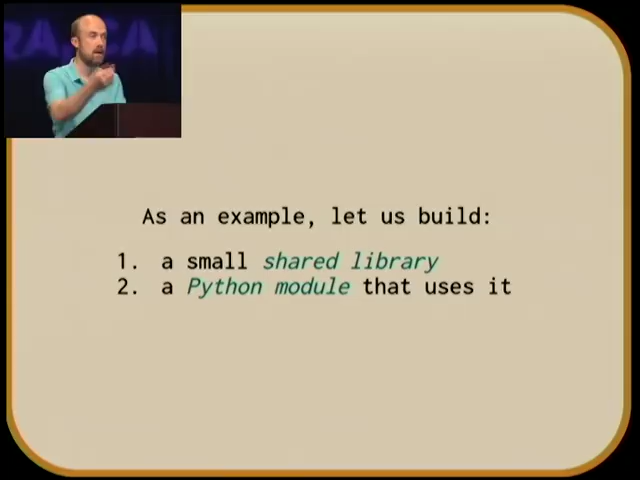 As an example, let us build:
1. a small shared library
2. a Python module that uses it